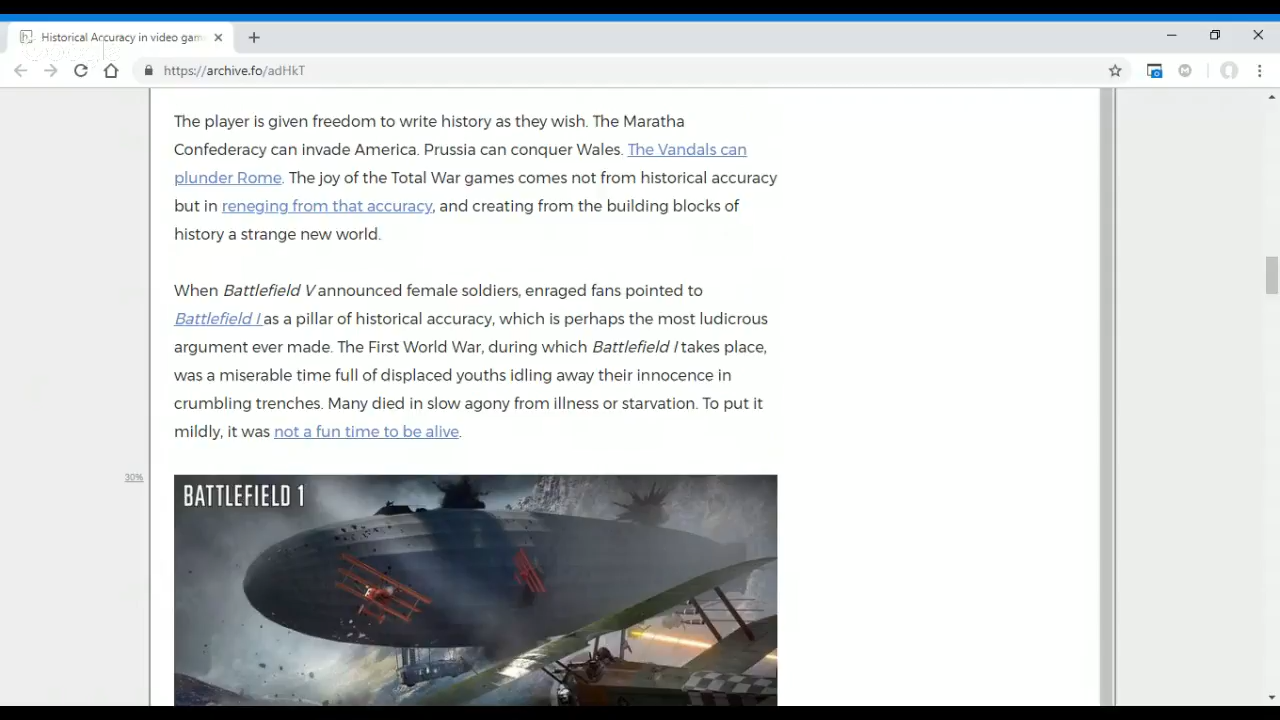 Historical Accuracy in video gam
https://archive.fo/adHkT
The player is given freedom to write history as they wish. The Maratha
Confederacy can invade America. Prussia can conquer Wales. The Vandals can
plunder Rome. The joy of the Total War games comes not from historical accuracy
but in reneging from that accuracy, and creating from the building blocks of
history a strange new world.
When Battlefield V announced female soldiers, enraged fans pointed to
Battlefield I as a pillar of historical accuracy, which is perhaps the most ludicrous
argument ever made. The First World War, during which Battlefield I takes place,
was a miserable time full of displaced youths idling away their innocence in
crumbling trenches. Many died in slow agony from illness or starvation. To put it
mildly, it was not a fun time to be alive.
30%
BATTLEFIELD 1